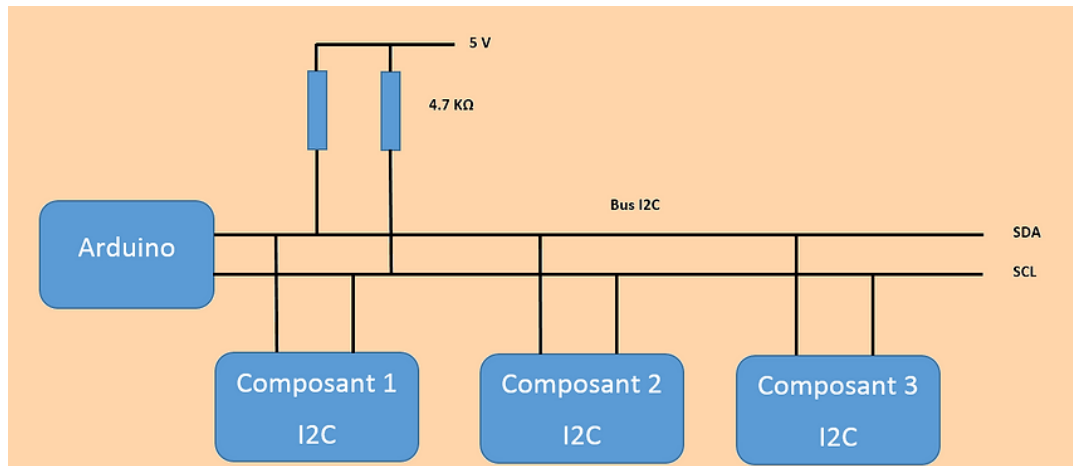 5 V
4.7 KΩ
Bus I2C
SDA
Arduino
SCL
Composant 1
I2C
Composant 2
I2C
Composant 3
I2C